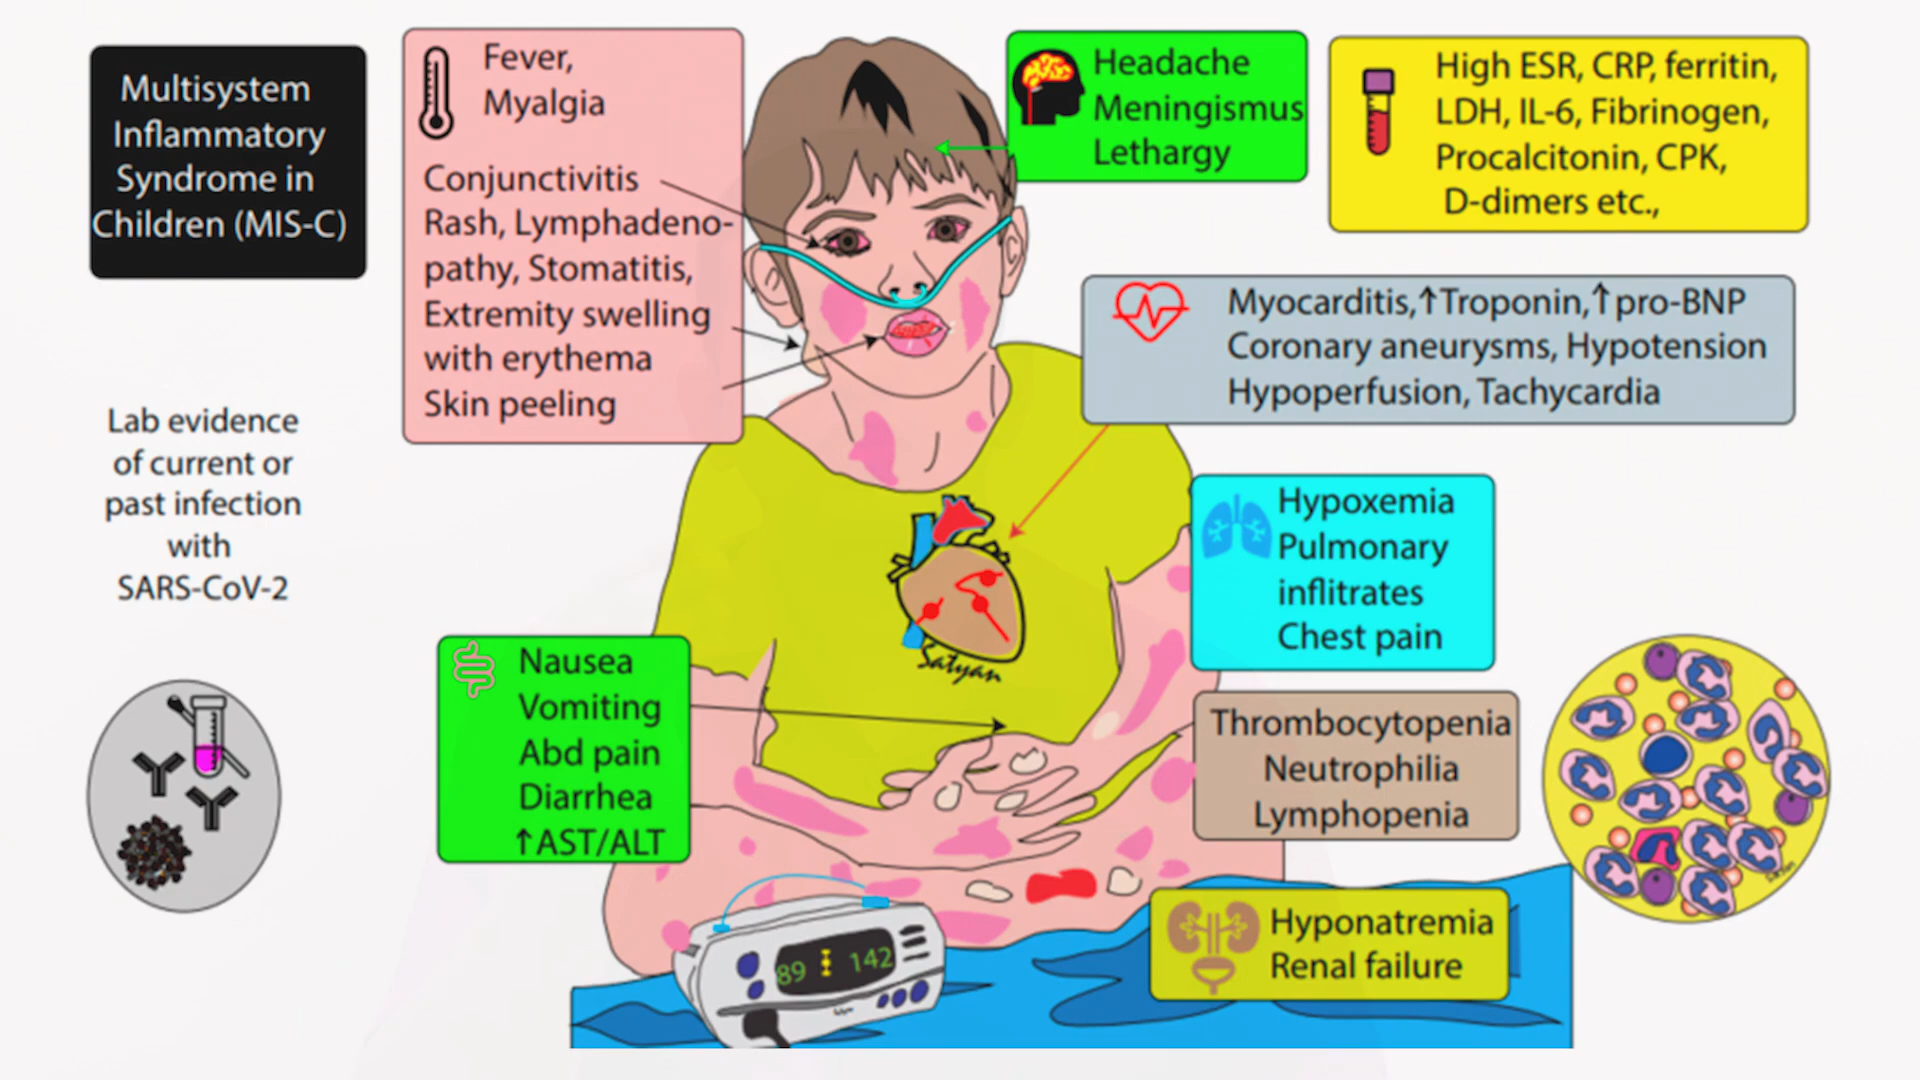 Multisystem
Inflammatory
Syndrome in
Children (MIS-C)
Lab evidence
of current or
past infection
with
SARS-CoV-2
Fever,
Myalgia
Conjunctivitis
Rash, Lymphadeno-
pathy, Stomatitis,
Extremity swelling
with erythema
Skin peeling
Headache
Meningismus
Lethargy
High ESR, CRP, ferritin,
LDH, IL-6, Fibrinogen,
Procalcitonin, CPK,
D-dimers etc.,
Myocarditis,↑Troponin,↑pro-BNP
Coronary aneurysms, Hypotension
Hypoperfusion, Tachycardia
Hypoxemia
Pulmonary
inflitrates
Chest pain
Satyan
Nausea
Vomiting
Abd pain
Diarrhea
↑AST/ALT
Thrombocytopenia
Neutrophilia
Lymphopenia
Hyponatremia
Renal failure
89 142